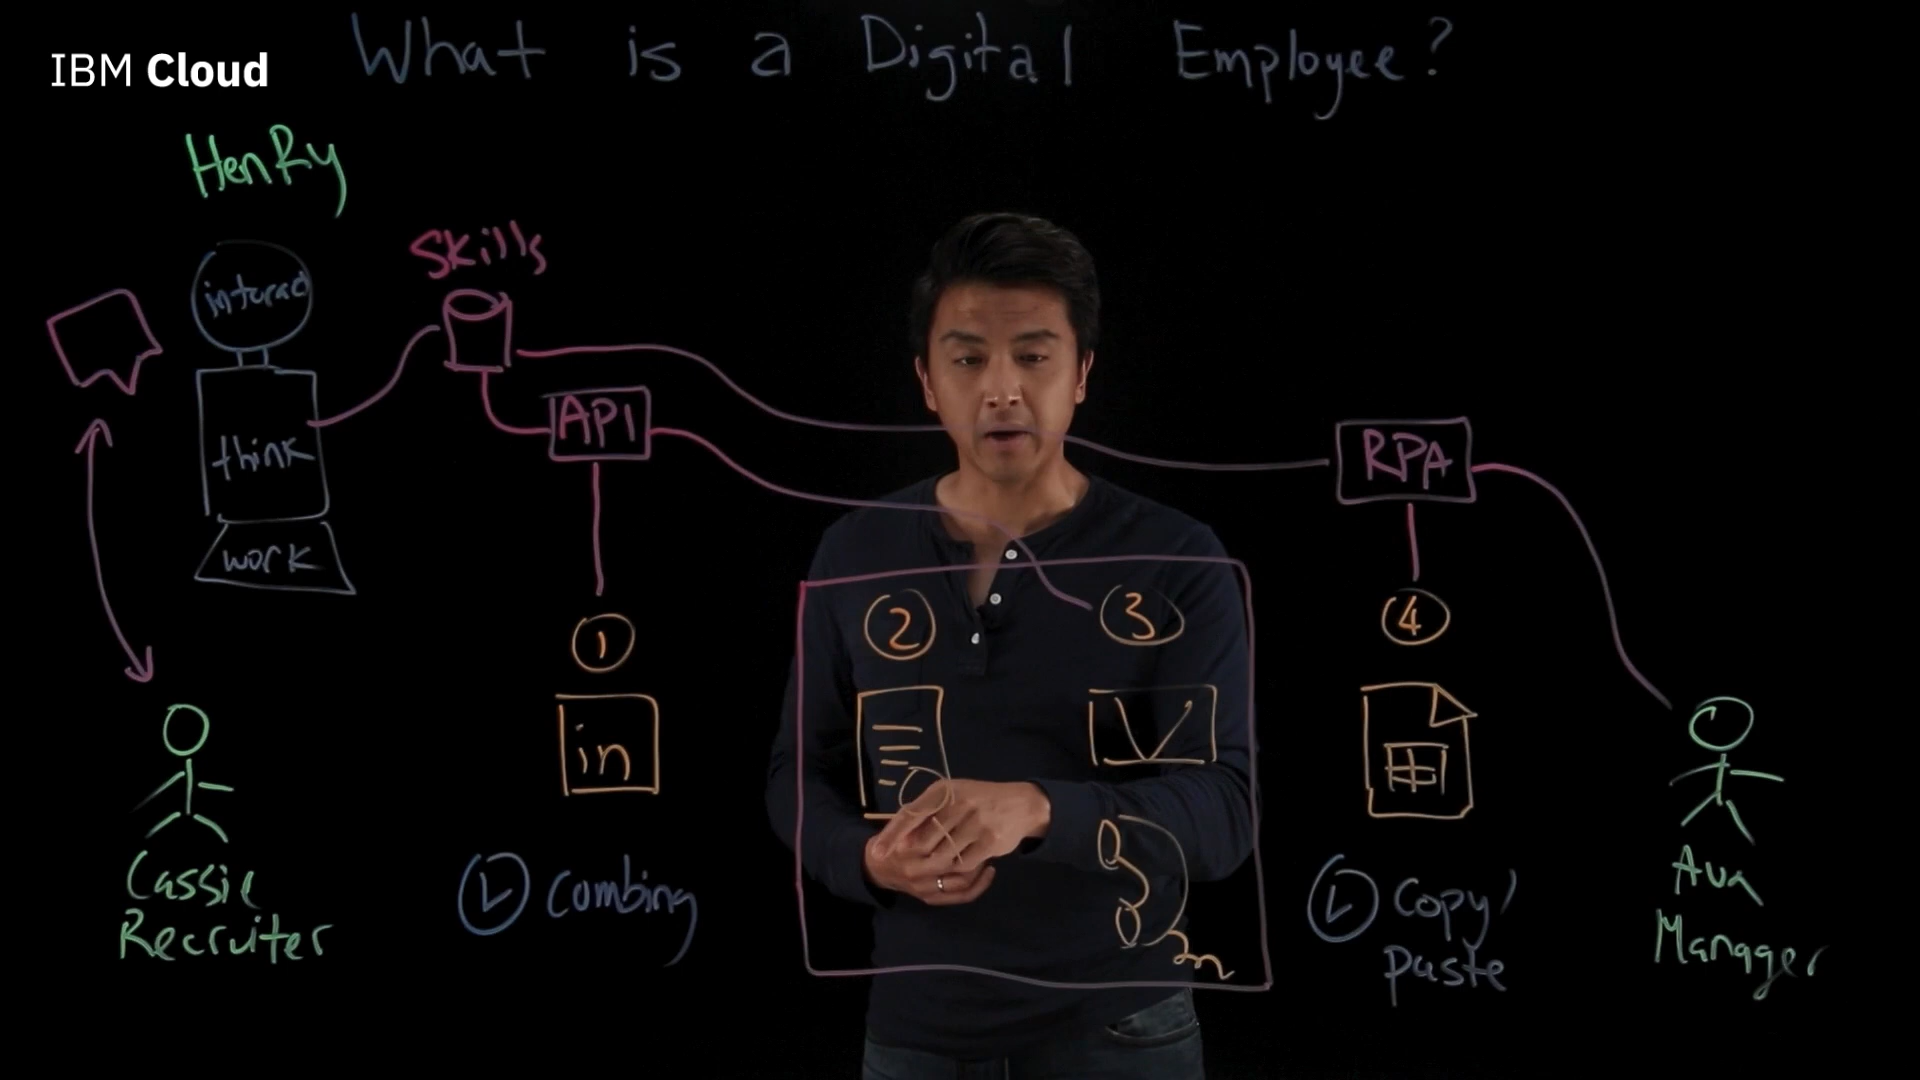 IBM Cloud
What is a Digital Employee?
HenRy
Skills
interact
think
work
API
RPA
1
2
3
4
in
Combing
Copy/
paste
Cassie
Recruiter
Ava
Manager